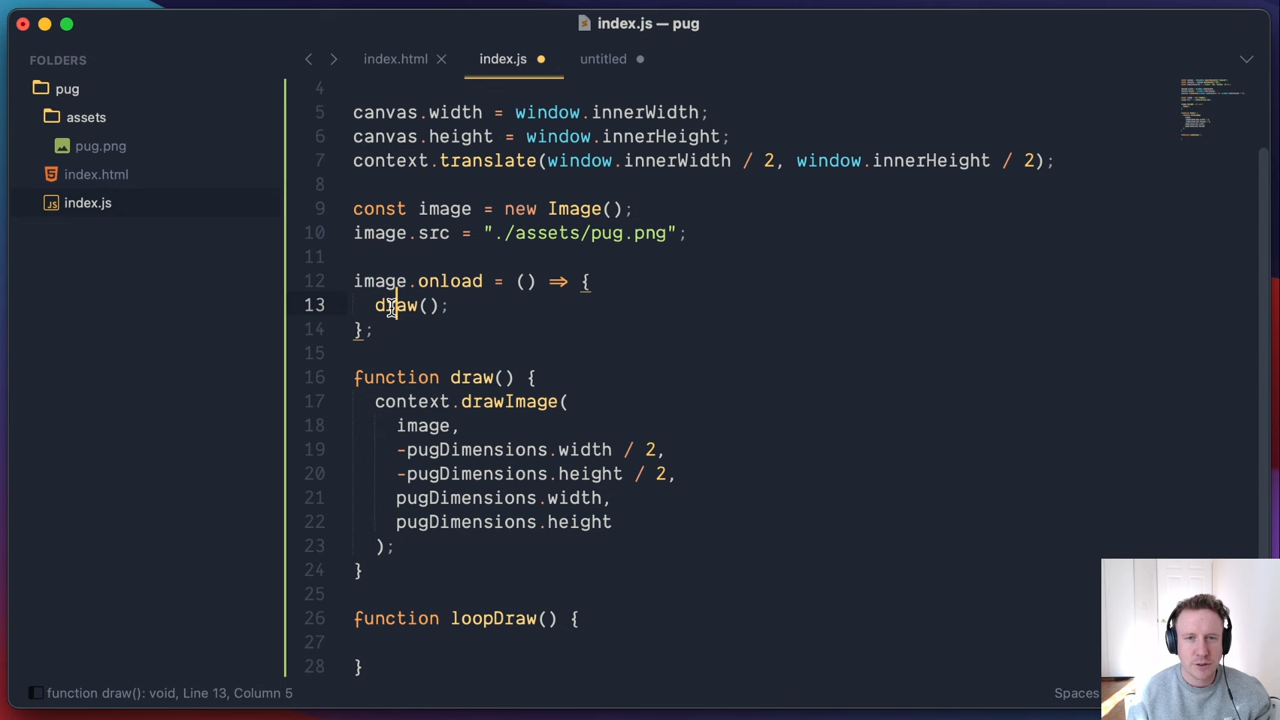 index.js — pug
FOLDERS
pug
assets
pug.png
index.html
index.js
index.html
index.js
untitled
4
5 canvas.width = window.innerWidth;
6 canvas.height = window.innerHeight;
7 context.translate(window.innerWidth / 2, window.innerHeight / 2);
8
9 const image = new Image();
10 image.src = "./assets/pug.png";
11
12 image.onload = () => {
13 draw();
14 };
15
16 function draw() {
17 context.drawImage(
18 image,
19 -pugDimensions.width / 2,
20 -pugDimensions.height / 2,
21 pugDimensions.width,
22 pugDimensions.height
23 );
24 }
25
26 function loopDraw() {
27
28 }
function draw(): void, Line 13, Column 5
Spaces